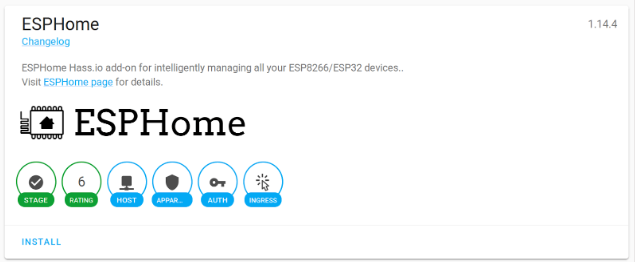 ESPHome
1.14.4
Changelog
ESPHome Hass.io add-on for intelligently managing all your ESP8266/ESP32 devices..
Visit ESPHome page for details.
ESPHome
6
STAGE RATING HOST APPAR... AUTH INGRESS
INSTALL